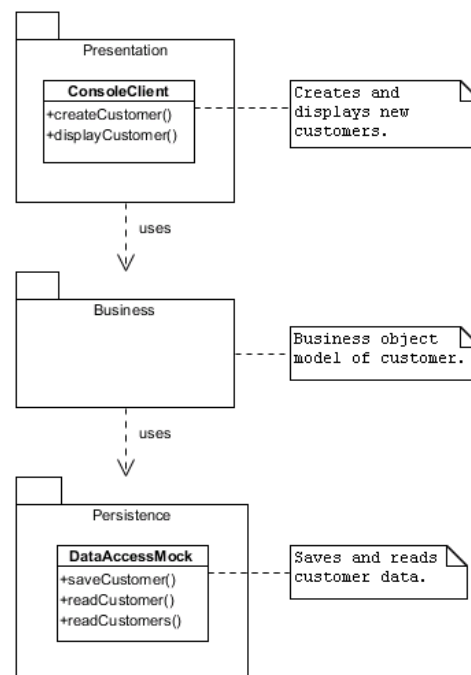 Presentation
ConsoleClient
+createCustomer()
+displayCustomer()
Creates and
displays new
customers.
uses
Business
Business object
model of customer.
uses
Persistence
DataAccessMock
+saveCustomer()
+readCustomer()
+readCustomers()
Saves and reads
customer data.